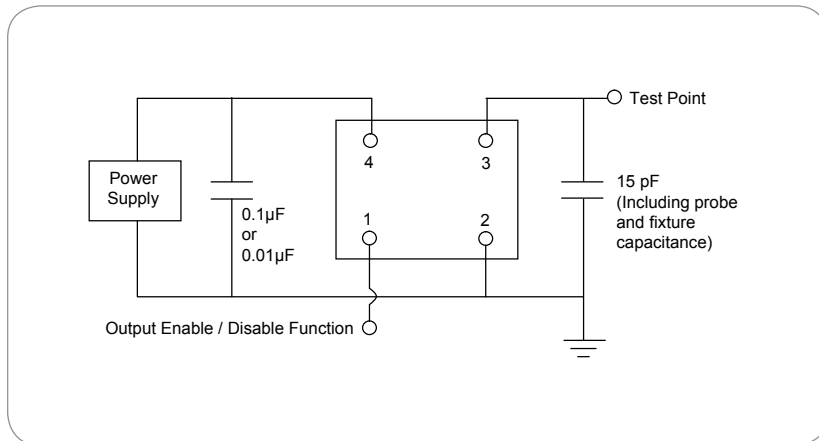 Test Point
4
3
Power
Supply
0.1µF
or
0.01µF
1
2
15 pF
(Including probe
and fixture
capacitance)
Output Enable / Disable Function